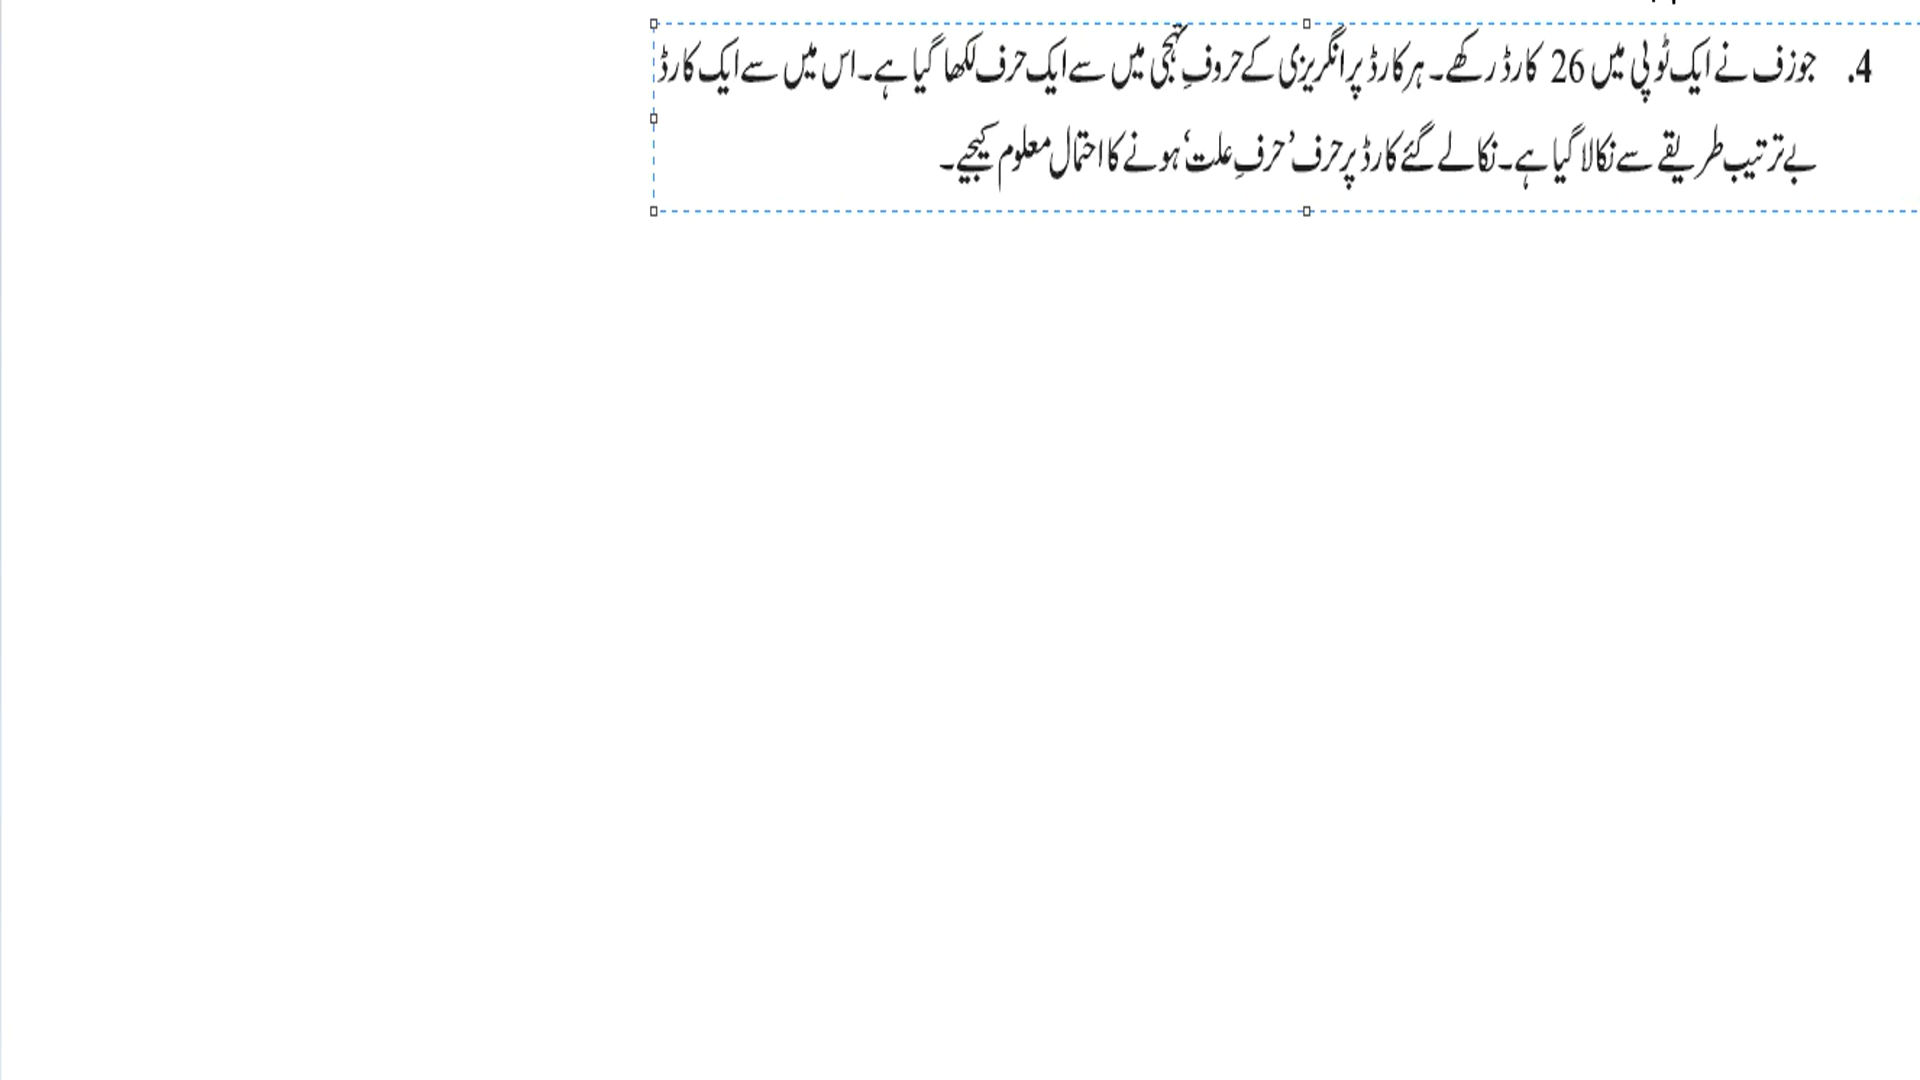 4. جوزف نے ایک ٹوپی میں 26 کارڈ رکھے۔ ہر کارڈ پر انگریزی کے حروفِ تہجی میں سے ایک حرف لکھا گیا ہے۔ اس میں سے ایک کارڈ
بے ترتیب طریقے سے نکالا گیا ہے۔ نکالے گئے کارڈ پر حرف ’حرفِ علت‘ ہونے کا احتمال معلوم کیجیے۔